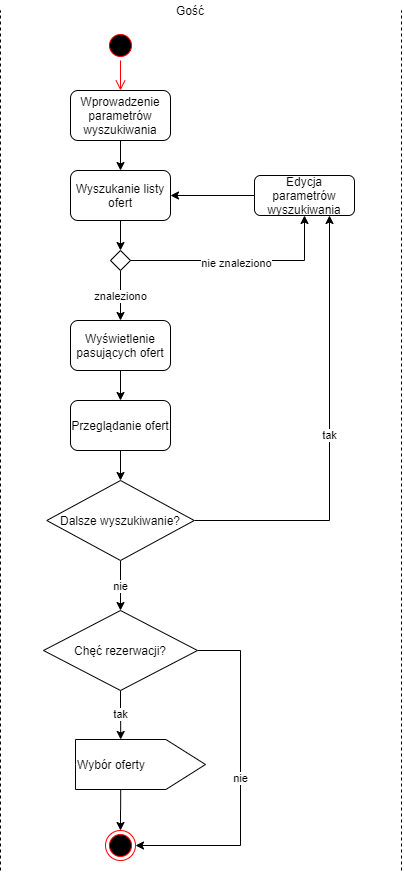 Gość
Wprowadzenie
parametrów
wyszukiwania
Wyszukanie listy
ofert
Edycja
parametrów
wyszukiwania
nie znaleziono
znaleziono
Wyświetlenie
pasujących ofert
Przeglądanie ofert
tak
Dalsze wyszukiwanie?
nie
Chęć rezerwacji?
tak
Wybór oferty
nie